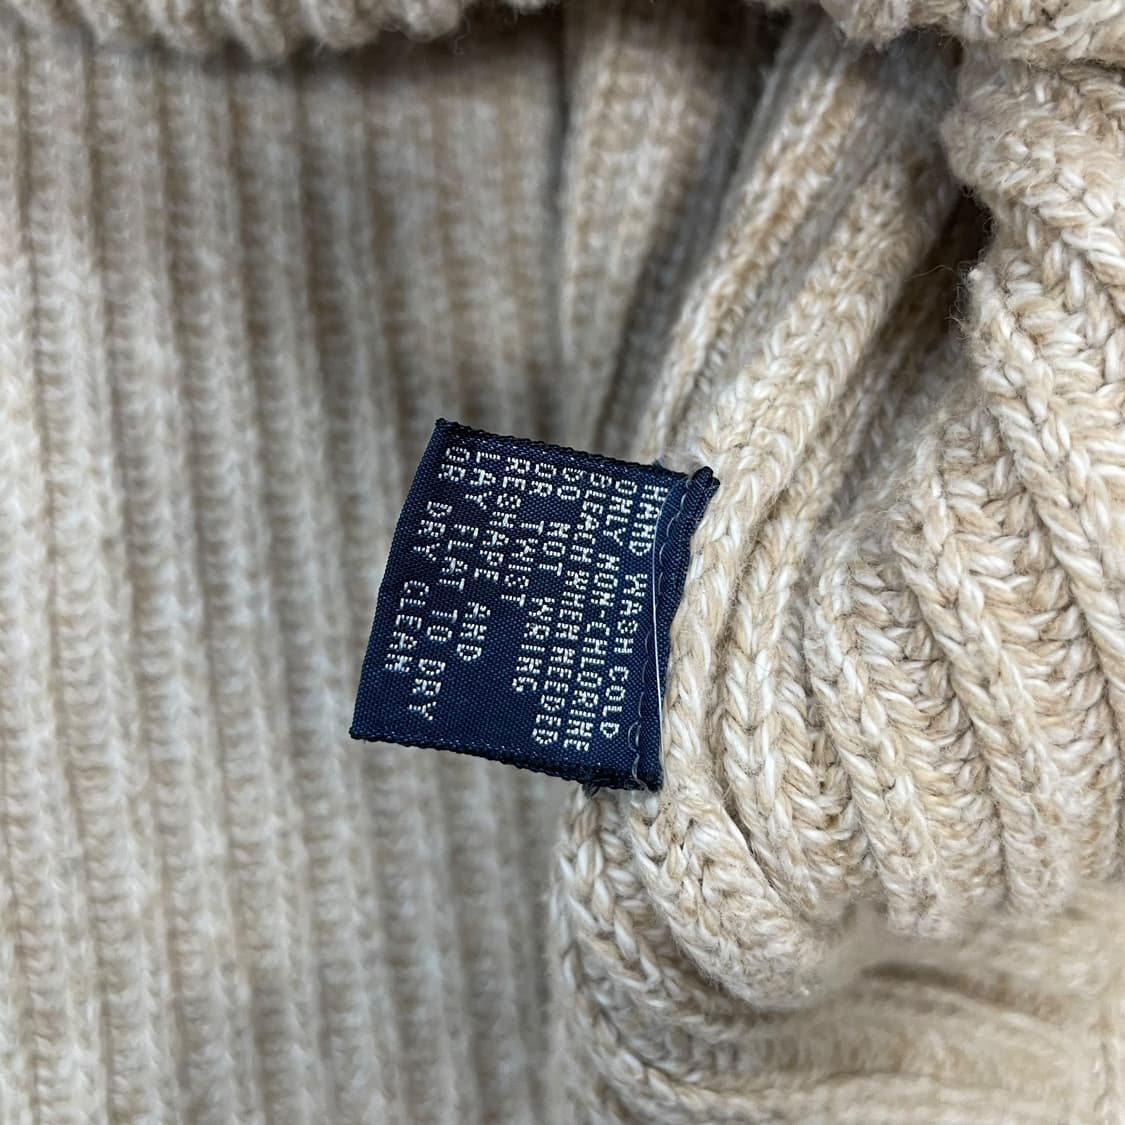 HAND WASH COLD
ONLY NON CHLORINE
BLEACH WHEN NEEDED
DO NOT WRING
OR TWIST
RESHAPE AND
LAY FLAT TO DRY
OR DRY CLEAN